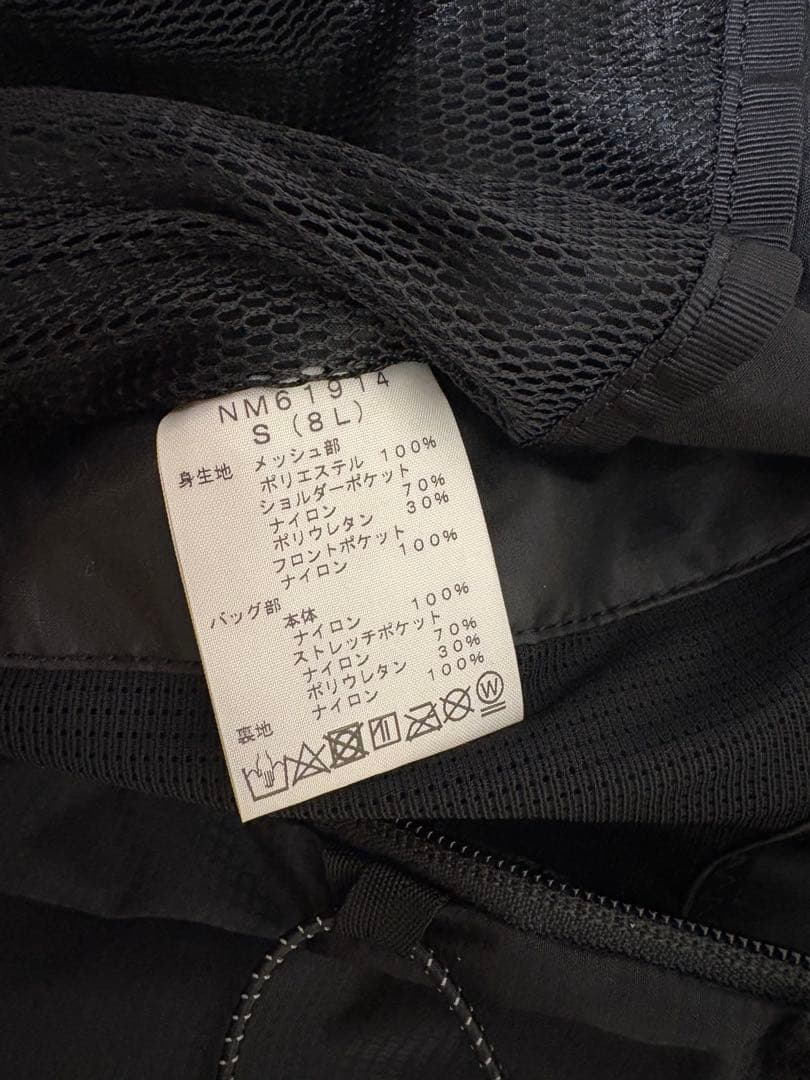 NM61914
S (8L)
身生地 メッシュ部
ポリエステル 100%
ショルダーポケット
ナイロン 70%
ポリウレタン 30%
フロントポケット
ナイロン 100%
バッグ部
本体
ナイロン 100%
ストレッチポケット
ナイロン 70%
ポリウレタン 30%
裏地 ナイロン 100%
W